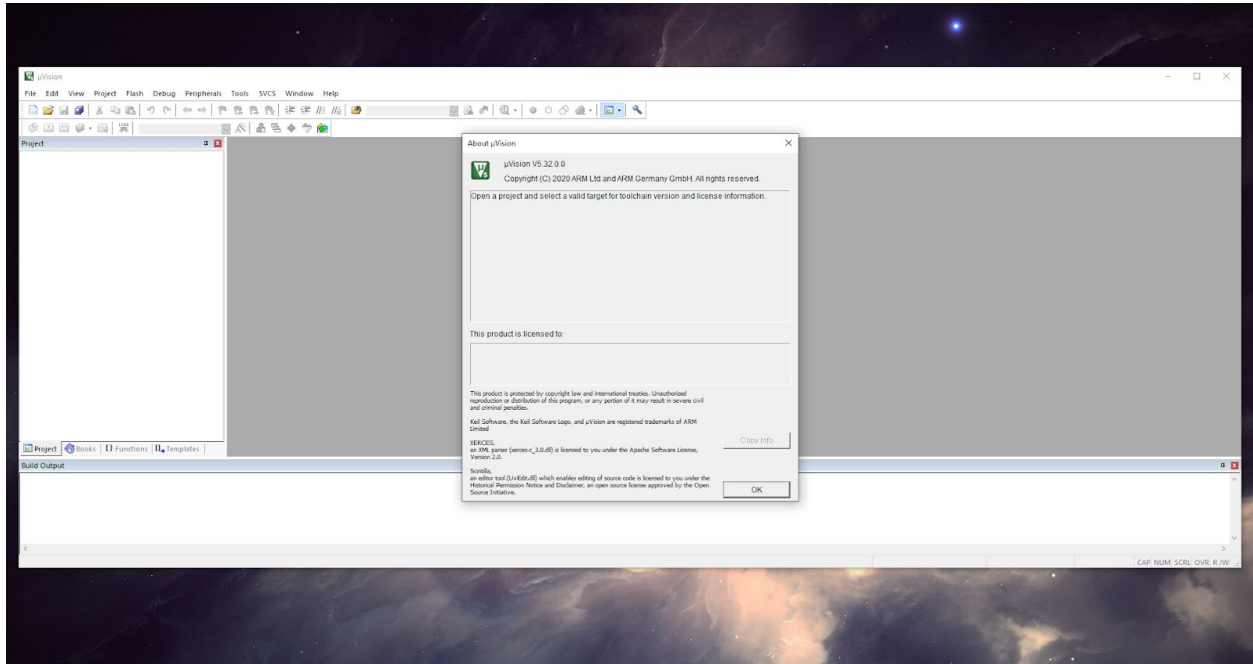 µVision
File Edit View Project Flash Debug Peripherals Tools SVCS Window Help
Project
About µVision
µVision V5.32.0.0
Copyright (C) 2020 ARM Ltd and ARM Germany GmbH. All rights reserved.
Open a project and select a valid target for toolchain version and license information.
This product is licensed to:
This product is protected by copyright law and international treaties. Unauthorized
reproduction or distribution of this program, or any portion of it may result in severe civil
and criminal penalties.
Keil Software, the Keil Software Logo, and µVision are registered trademarks of ARM
Limited
XERCES,
an XML parser (xerces-c_3.0.dll) is licensed to you under the Apache Software License,
Version 2.0.
Copy Info
Scintilla,
an editor tool (UvEdit.dll) which enables editing of source code is licensed to you under the
Historical Permission Notice and Disclaimer, an open source license approved by the Open
Source Initiative.
OK
Project Books {} Functions Templates
Build Output
CAP NUM SCRL OVR R/W